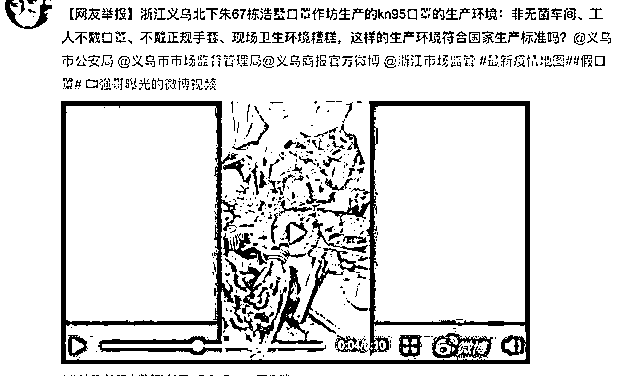 【网友举报】浙江义乌北下朱67栋浩墅口罩作坊生产的kn95口罩的生产环境：非无菌车间、工
人不戴口罩、不戴正规手套、现场卫生环境糟糕，这样的生产环境符合国家生产标准吗？@义乌
市公安局 @义乌市市场监督管理局@义乌商报官方微博 @浙江市场监管 #最新疫情地图##假口
罩# 强哥曝光的微博视频